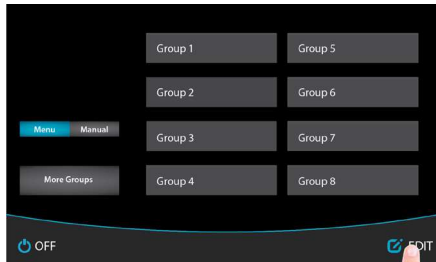 Group 1 Group 5
Group 2 Group 6
Menu Manual
Group 3 Group 7
More Groups
Group 4 Group 8
OFF
EDIT